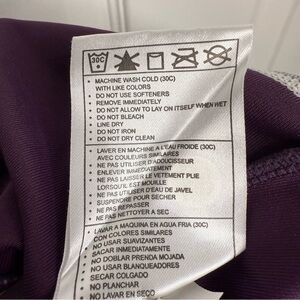 30C
• MACHINE WASH COLD (30C)
WITH LIKE COLORS
• DO NOT USE SOFTENERS
• REMOVE IMMEDIATELY
• DO NOT ALLOW TO LAY ON ITSELF WHEN WET
• DO NOT BLEACH
• LINE DRY
• DO NOT IRON
• DO NOT DRY CLEAN
• LAVER EN MACHINE A L'EAU FROIDE (30C)
AVEC COULEURS SIMILAIRES
• NE PAS UTILISER D'ADOUCISSEUR
• ENLEVER IMMEDIATEMENT
• NE PAS LAISSER LE VETEMENT PLIE
LORSQU'IL EST MOUILLE
• NE PAS UTILISER D'EAU DE JAVEL
• SUSPENDRE POUR SECHER
• NE PAS REPASSER
• NE PAS NETTOYER A SEC
• LAVAR A MAQUINA EN AGUA FRIA (30C)
CON COLORES SIMILARES
• NO USAR SUAVIZANTES
• SACAR INMEDIATAMENTE
• NO DOBLAR PRENDA MOJADA
• NO USAR BLANQUEADORES
• SECAR COLGADO
• NO PLANCHAR
• NO LAVAR EN SECO